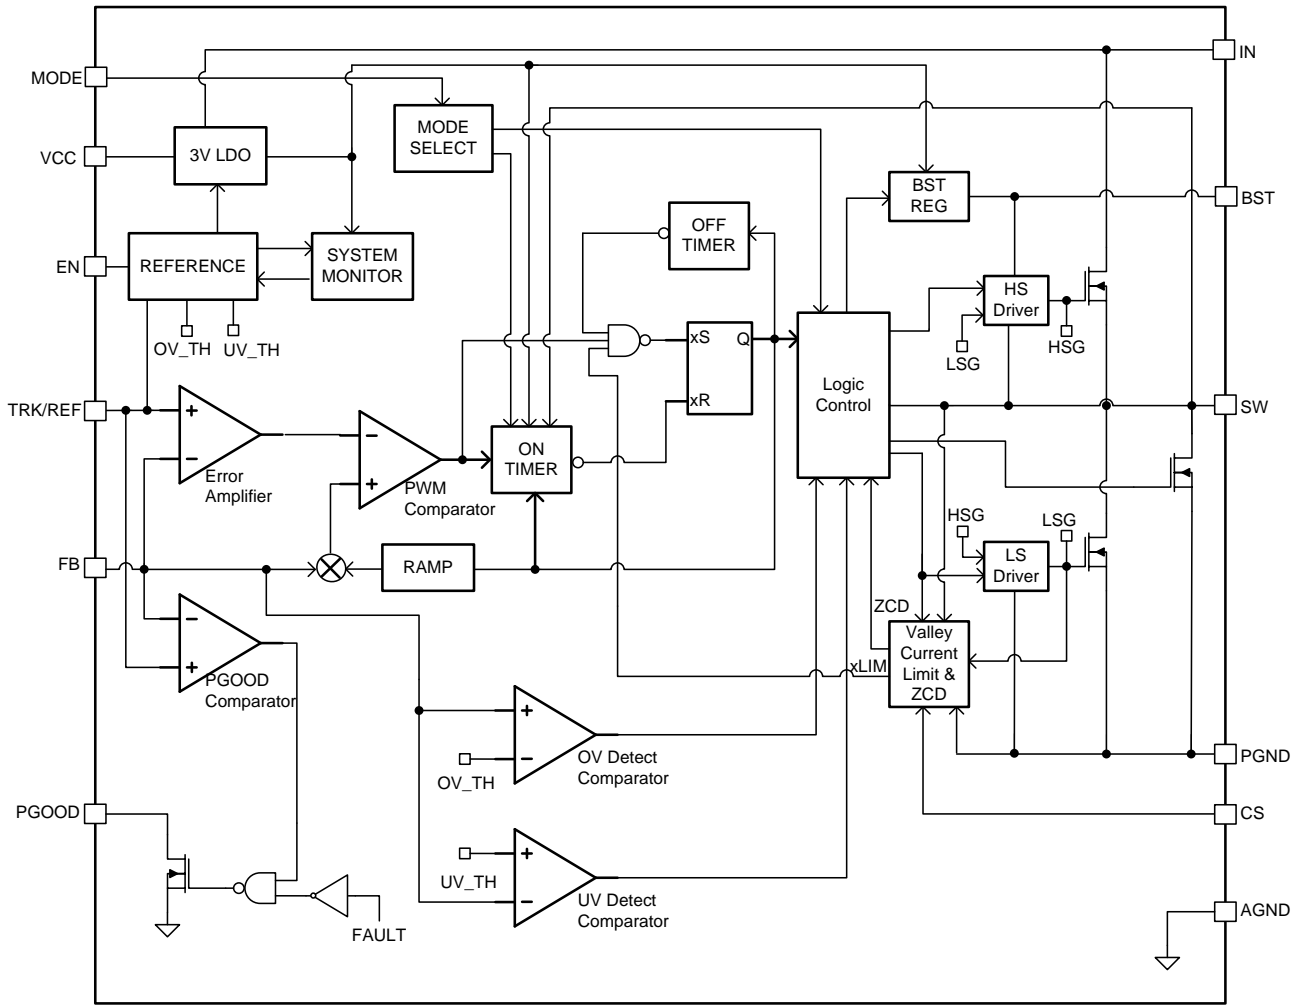 IN
MODE
MODE
SELECT
3V LDO
VCC
BST
REG
BST
OFF
TIMER
REFERENCE
SYSTEM
MONITOR
EN
HS
Driver
OV_TH
UV_TH
HSG
LSG
xS
Q
Logic
Control
xR
TRK/REF
SW
+
−
Error
Amplifier
−
+
PWM
Comparator
ON
TIMER
HSG
LSG
LS
Driver
FB
RAMP
ZCD
Valley
Current
Limit &
ZCD
xLIM
−
+
PGOOD
Comparator
+
−
OV_TH
OV Detect
Comparator
PGND
PGOOD
CS
+
−
UV_TH
UV Detect
Comparator
FAULT
AGND